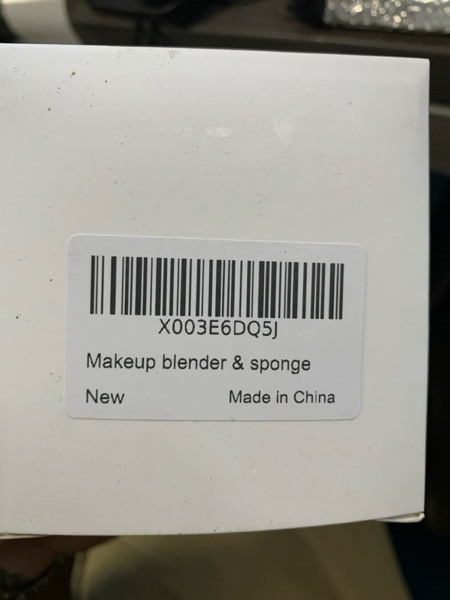 X003E6DQ5J
Makeup blender & sponge
New Made in China